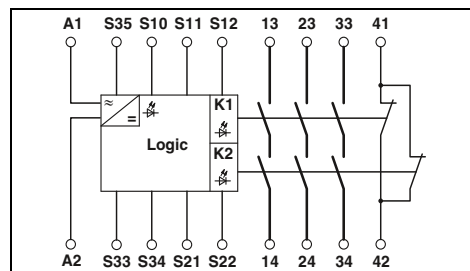 A1 S35 S10 S11 S12 13 23 33 41
≈
=
K1
Logic
K2
A2 S33 S34 S21 S22 14 24 34 42